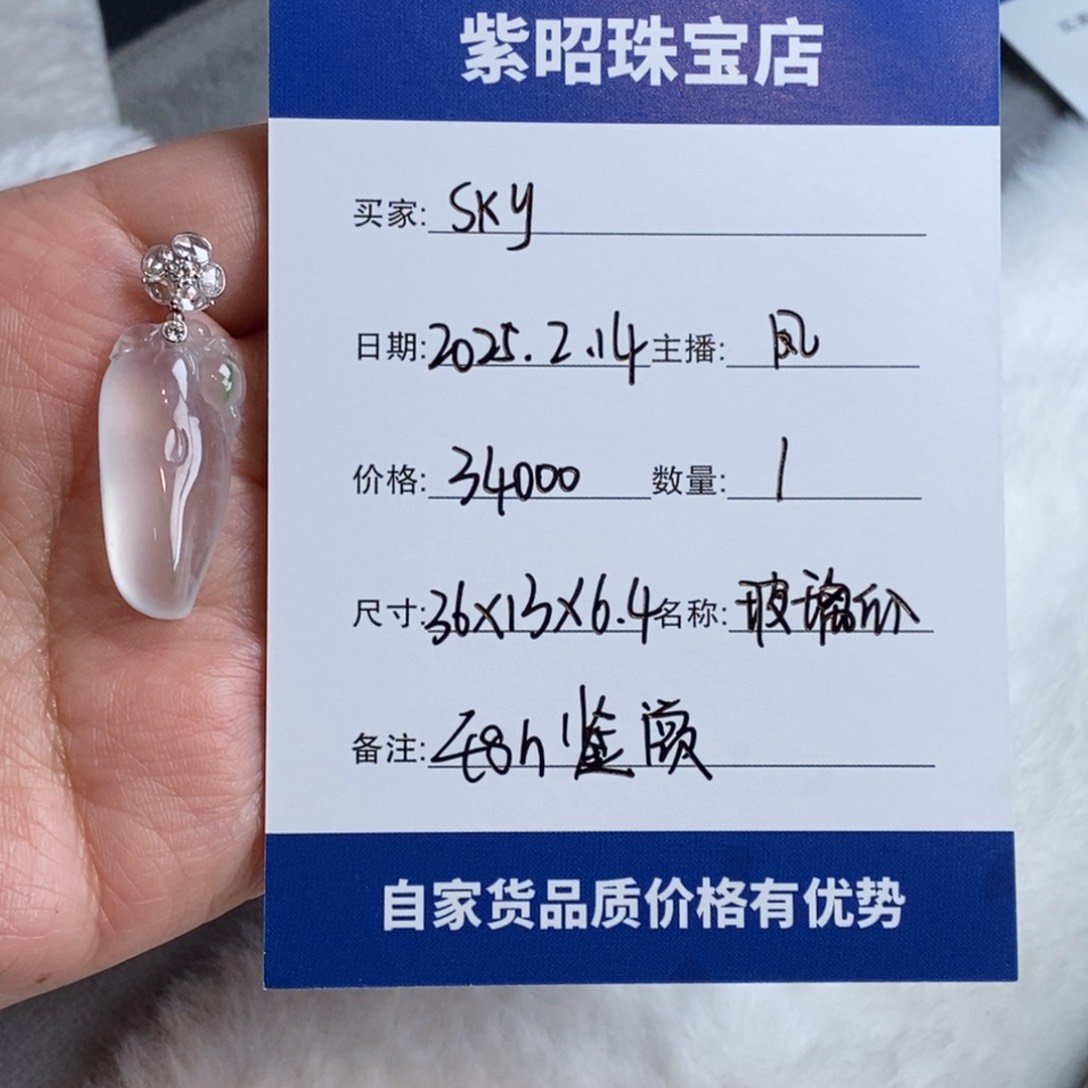 紫昭珠宝店
买家: SKY
日期: 2025.2.14 主播: 凤
价格: 34000 数量: 1
尺寸: 36X13X6.4 名称: 玻璃
备注: 48h 鉴
自家货品质价格有优势